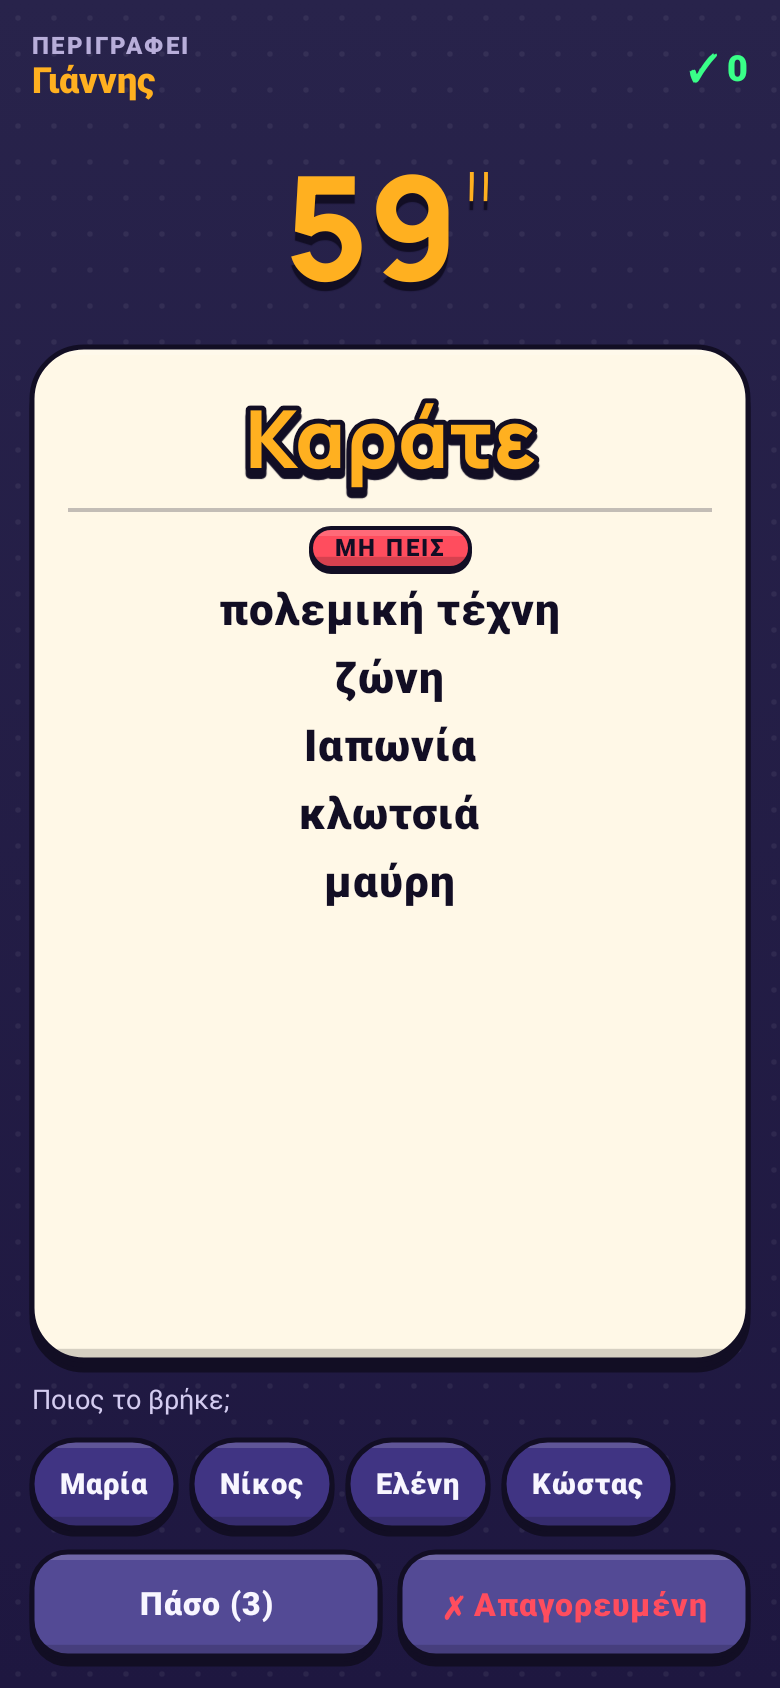 ΠΕΡΙΓΡΑΦΕΙ
Γιάννης
✓ 0
59"
Καράτε
ΜΗ ΠΕΙΣ
πολεμική τέχνη
ζώνη
Ιαπωνία
κλωτσιά
μαύρη
Ποιος το βρήκε;
Μαρία Νίκος Ελένη Κώστας
Πάσο (3) ✗ Απαγορευμένη